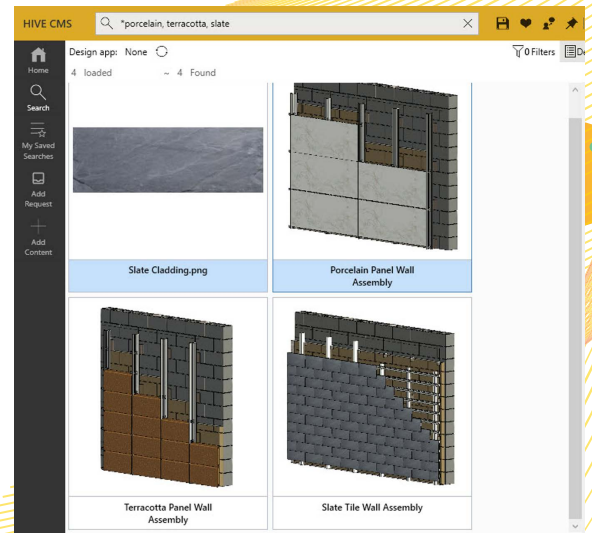 HIVE CMS
*porcelain, terracotta, slate
Design app: None
0 Filters
4 loaded ~ 4 Found
Home
Search
My Saved
Searches
Add
Request
Add
Content
Slate Cladding.png
Porcelain Panel Wall
Assembly
Terracotta Panel Wall
Assembly
Slate Tile Wall Assembly